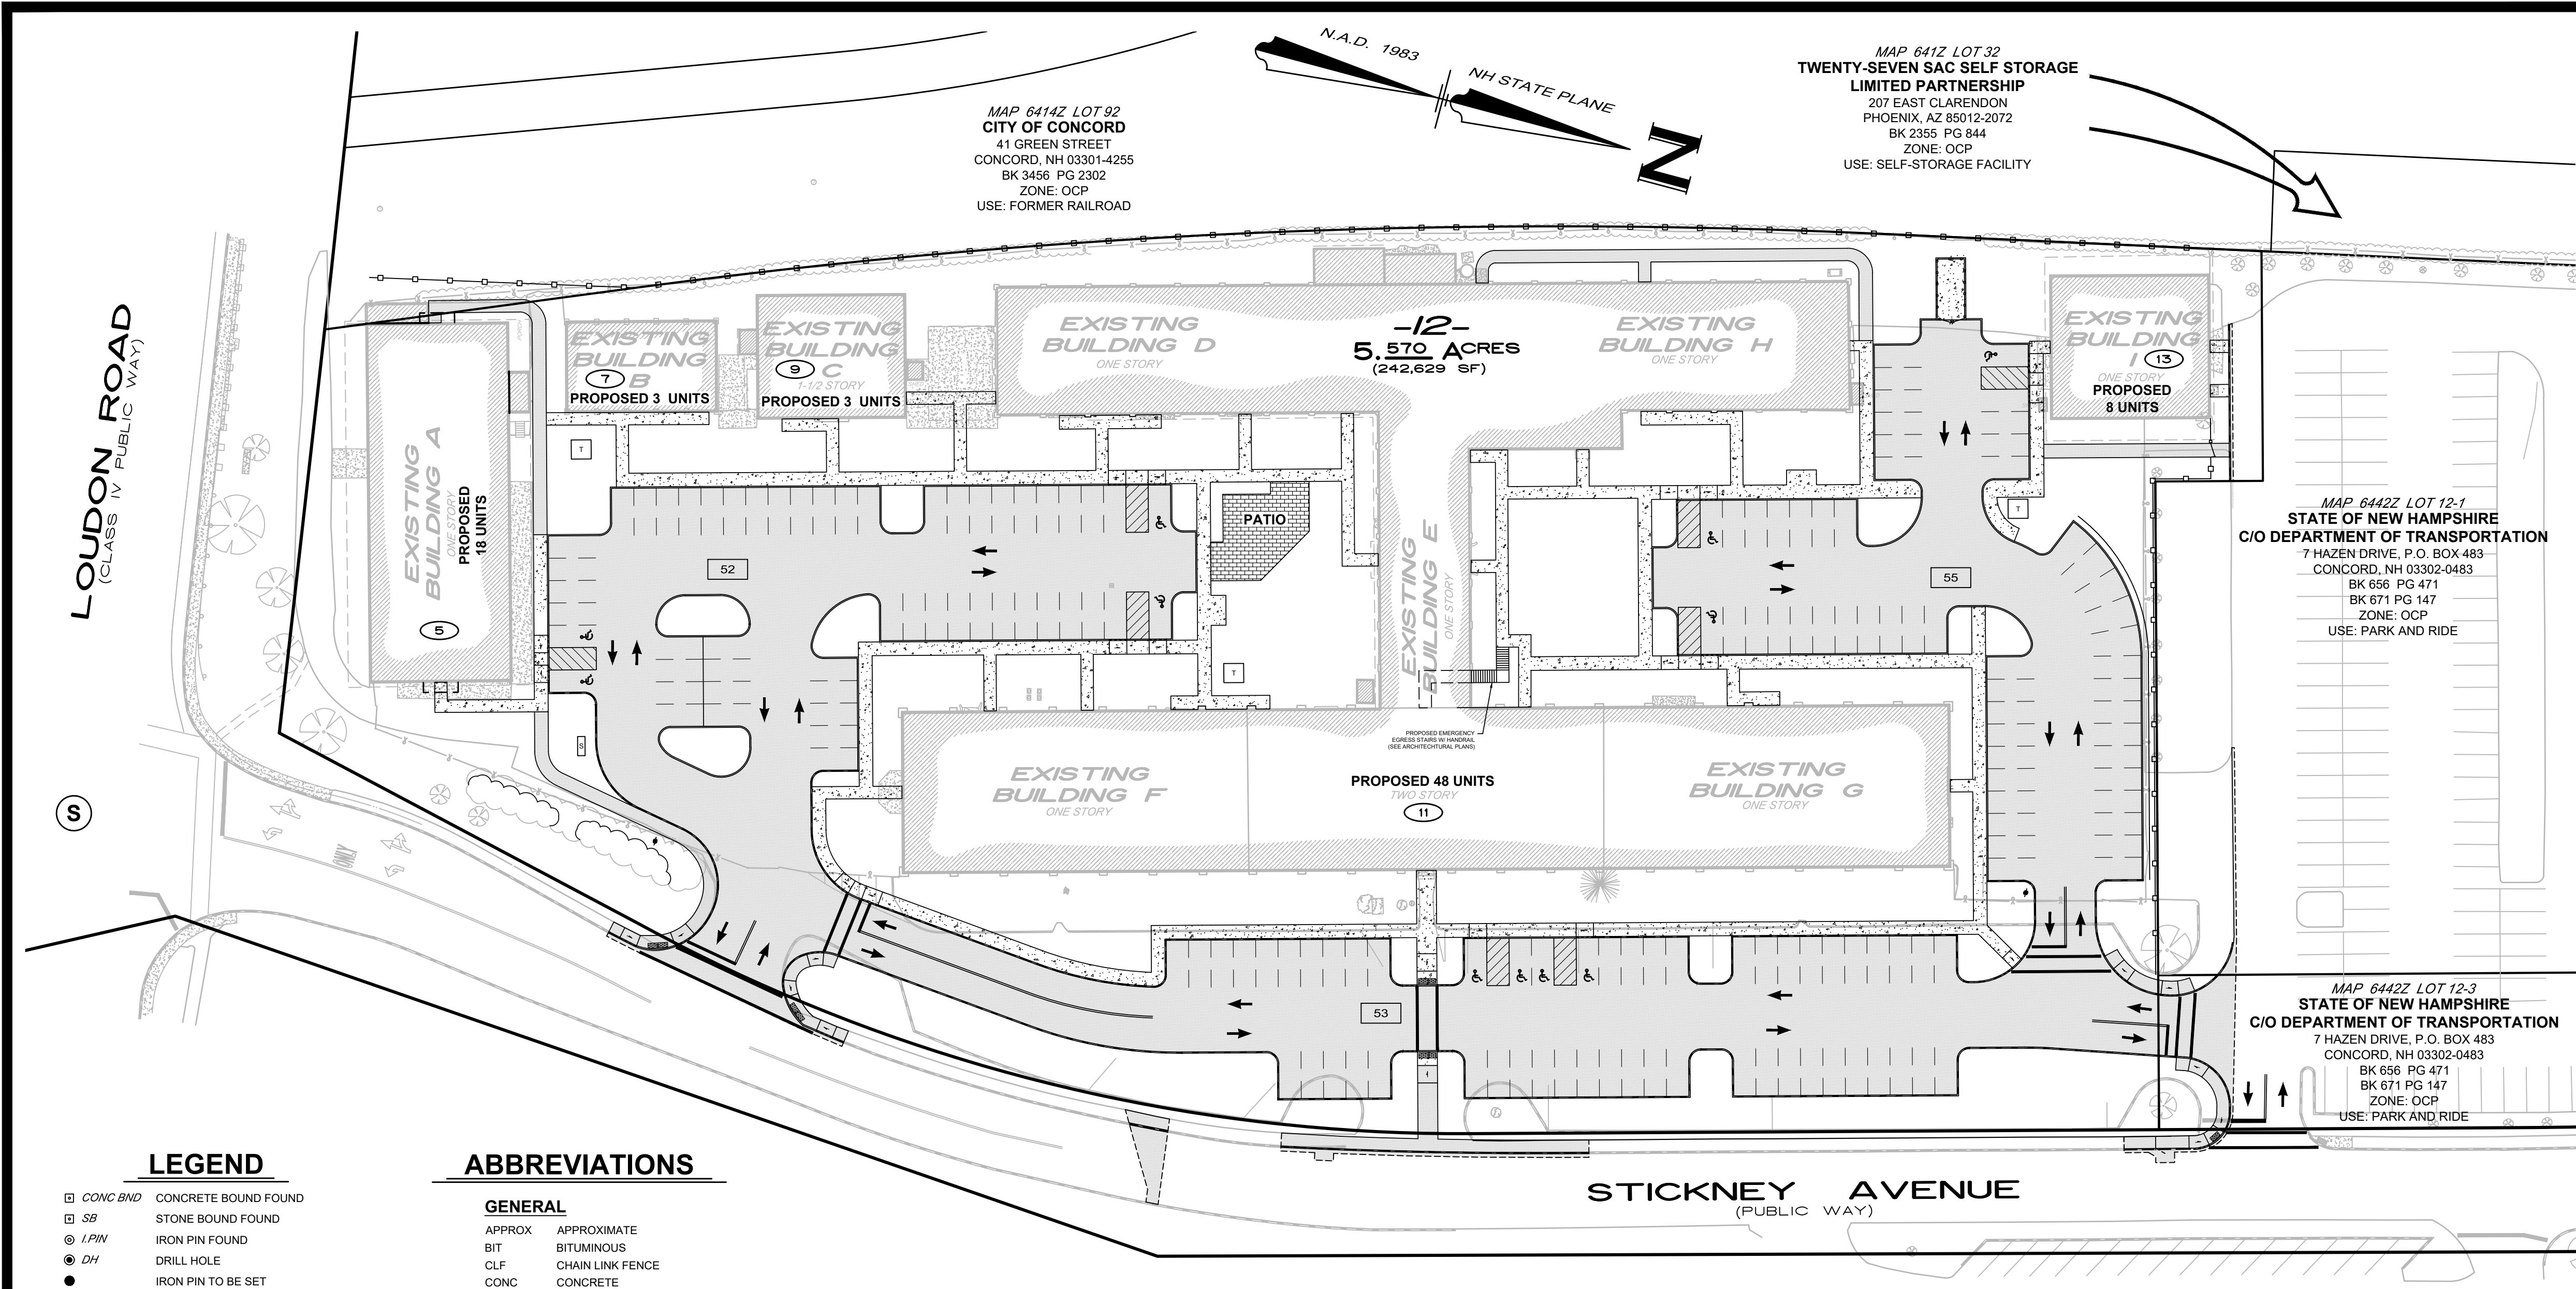 N.A.D. 1983
NH STATE PLANE
N
MAP 6414Z LOT 92
CITY OF CONCORD
41 GREEN STREET
CONCORD, NH 03301-4255
BK 3456 PG 2302
ZONE: OCP
USE: FORMER RAILROAD
MAP 641Z LOT 32
TWENTY-SEVEN SAC SELF STORAGE
LIMITED PARTNERSHIP
207 EAST CLARENDON
PHOENIX, AZ 85012-2072
BK 2355 PG 844
ZONE: OCP
USE: SELF-STORAGE FACILITY
LOUDON ROAD
(CLASS IV PUBLIC WAY)
EXISTING
BUILDING A
ONE STORY
PROPOSED
18 UNITS
5
EXISTING
BUILDING
B
7
PROPOSED 3 UNITS
EXISTING
BUILDING
C
9
1-1/2 STORY
PROPOSED 3 UNITS
EXISTING
BUILDING D
ONE STORY
-12-
5.570 ACRES
(242,629 SF)
EXISTING
BUILDING H
ONE STORY
EXISTING
BUILDING
I
13
ONE STORY
PROPOSED
8 UNITS
T
PATIO
52
T
EXISTING
BUILDING E
ONE STORY
55
T
S
PROPOSED EMERGENCY
EGRESS STAIRS W/ HANDRAIL
(SEE ARCHITECHTURAL PLANS)
EXISTING
BUILDING F
ONE STORY
PROPOSED 48 UNITS
TWO STORY
11
EXISTING
BUILDING G
ONE STORY
MAP 6442Z LOT 12-1
STATE OF NEW HAMPSHIRE
C/O DEPARTMENT OF TRANSPORTATION
7 HAZEN DRIVE, P.O. BOX 483
CONCORD, NH 03302-0483
BK 656 PG 471
BK 671 PG 147
ZONE: OCP
USE: PARK AND RIDE
S
ONLY
53
MAP 6442Z LOT 12-3
STATE OF NEW HAMPSHIRE
C/O DEPARTMENT OF TRANSPORTATION
7 HAZEN DRIVE, P.O. BOX 483
CONCORD, NH 03302-0483
BK 656 PG 471
BK 671 PG 147
ZONE: OCP
USE: PARK AND RIDE
STICKNEY AVENUE
(PUBLIC WAY)
LEGEND
CONC BND CONCRETE BOUND FOUND
SB STONE BOUND FOUND
I.PIN IRON PIN FOUND
DH DRILL HOLE
IRON PIN TO BE SET
ABBREVIATIONS
GENERAL
APPROX APPROXIMATE
BIT BITUMINOUS
CLF CHAIN LINK FENCE
CONC CONCRETE